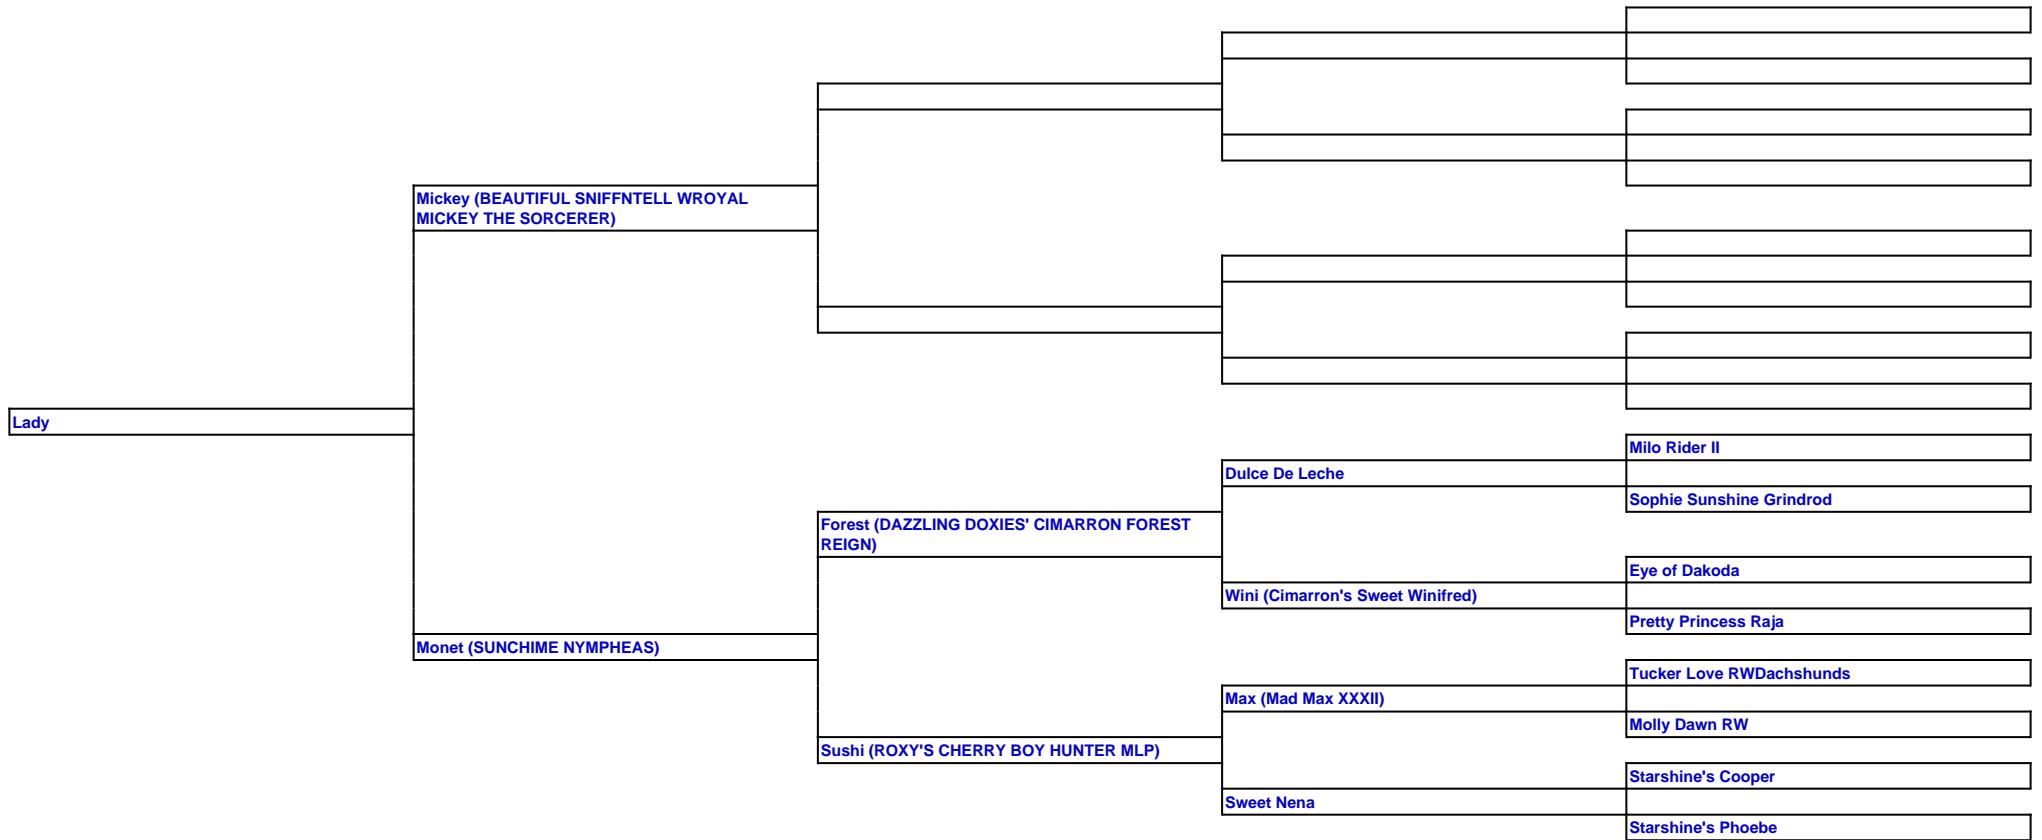 Mickey (BEAUTIFUL SNIFFNTELL WROYAL
MICKEY THE SORCERER)
Lady
Milo Rider II
Dulce De Leche
Sophie Sunshine Grindrod
Forest (DAZZLING DOXIES' CIMARRON FOREST
REIGN)
Eye of Dakoda
Wini (Cimarron's Sweet Winifred)
Pretty Princess Raja
Monet (SUNCHIME NYMPHEAS)
Tucker Love RWDachshunds
Max (Mad Max XXXII)
Molly Dawn RW
Sushi (ROXY'S CHERRY BOY HUNTER MLP)
Starshine's Cooper
Sweet Nena
Starshine's Phoebe